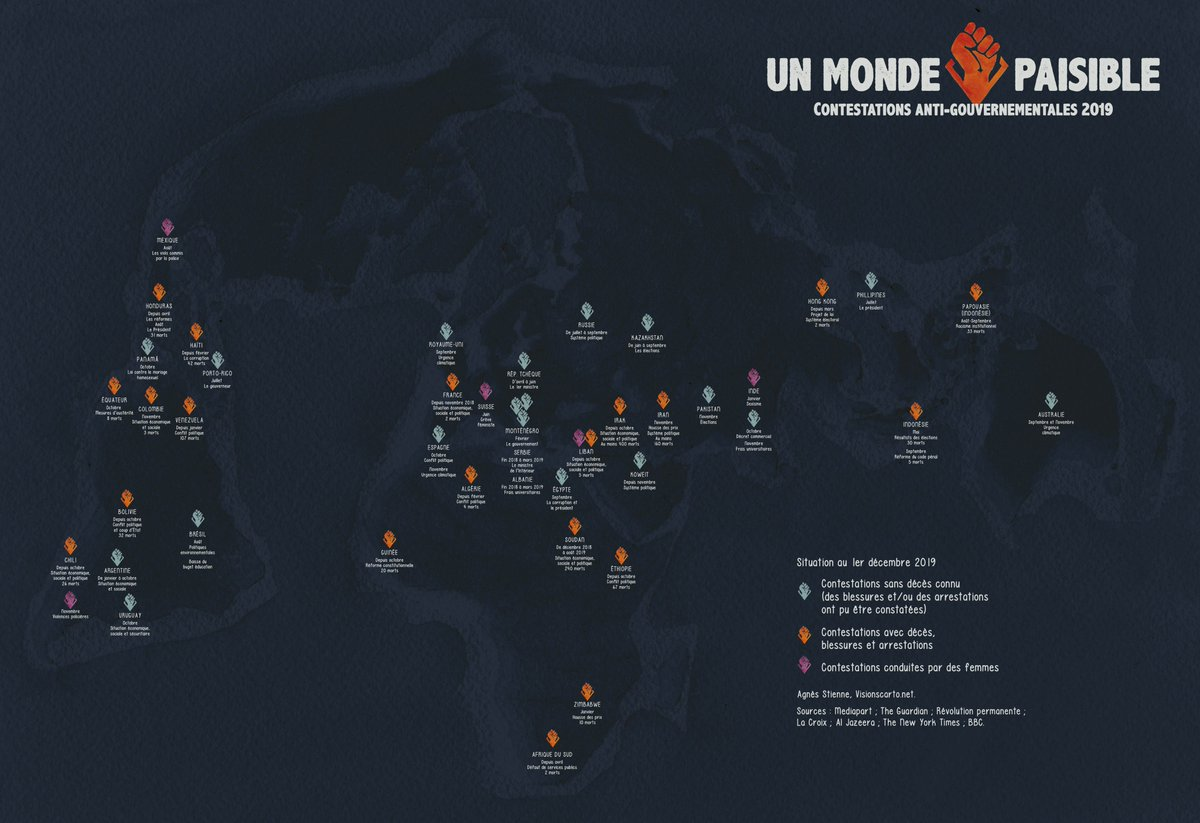 UN MONDE PAISIBLE
CONTESTATIONS ANTI-GOUVERNEMENTALES 2019
MEXIQUE
Août
Les viols commis
par la police
HONDURAS
Depuis avril
Les réformes
Août
Le Président
31 morts
HAÏTI
Depuis février
La corruption
42 morts
PANAMÁ
Octobre
Loi contre le mariage
homosexuel
PORTO-RIGO
Juillet
Le gouverneur
ÉQUATEUR
Octobre
Mesures d'austérité
8 morts
COLOMBIE
Novembre
Situation économique
et sociale
3 morts
VENEZUELA
Depuis janvier
Conflit politique
107 morts
BOLIVIE
Depuis octobre
Conflit politique
et coup d'État
32 morts
BRÉSIL
Août
Politiques
environnementales
Baisse du
buget éducation
CHILI
Depuis octobre
Situation économique,
sociale et politique
26 morts
Novembre
Violences policières
ARGENTINE
De janvier à octobre
Situation économique
et sociale
URUGUAY
Octobre
Situation économique,
sociale et sécuritaire
ROYAUME-UNI
Septembre
Urgence
climatique
FRANCE
Depuis novembre 2018
Situation économique,
sociale et politique
2 morts
SUISSE
Juin
Grève
féministe
ESPAGNE
Octobre
Conflit politique
Novembre
Urgence climatique
RÉP. TCHÈQUE
D'avril à juin
Le 1er ministre
MONTÉNÉGRO
Février
Le gouvernement
SERBIE
Fin 2018 à mars 2019
Le ministre
de l'Intérieur
ALBANIE
Fin 2018 à mars 2019
Frais universitaires
RUSSIE
De juillet à septembre
Système politique
KAZAKHSTAN
De juin à septembre
Les élections
ALGÉRIE
Depuis février
Conflit politique
4 morts
GUINÉE
Depuis octobre
Réforme constitutionnelle
20 morts
ÉGYPTE
Septembre
La corruption et
le président
LIBAN
Depuis octobre
Situation économique,
sociale et politique
5 morts
IRAK
Depuis octobre
Situation économique,
sociale et politique
Au moins 400 morts
IRAN
Novembre
Hausse des prix
Système politique
Au moins
160 morts
KOWEIT
Depuis novembre
Système politique
PAKISTAN
Novembre
Élections
INDE
Janvier
Sexisme
Octobre
Décret commercial
Novembre
Frais universitaires
SOUDAN
De décembre 2018
à août 2019
Situation économique,
sociale et politique
240 morts
ÉTHIOPIE
Depuis octobre
Conflit politique
67 morts
ZIMBABWE
Janvier
Hausse des prix
10 morts
AFRIQUE DU SUD
Depuis avril
Défaut de services publics
2 morts
HONG KONG
Depuis mars
Projet de loi
Système électoral
2 morts
PHILLIPINES
Juillet
Le président
PAPOUASIE
(INDONÉSIE)
Août-Septembre
Racisme institutionnel
33 morts
INDONÉSIE
Mai
Résultats des élections
30 morts
Septembre
Réforme du code pénal
5 morts
AUSTRALIE
Septembre et Novembre
Urgence
climatique
Situation au 1er décembre 2019
Contestations sans décès connu
(des blessures et/ou des arrestations
ont pu être constatées)
Contestations avec décès,
blessures et arrestations
Contestations conduites par des femmes
Agnès Stienne, Visionscarto.net.
Sources : Mediapart ; The Guardian ; Révolution permanente ;
La Croix ; Al Jazeera ; The New York Times ; BBC.